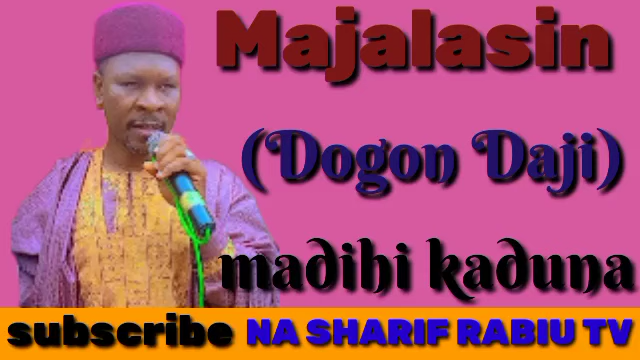 Majalasin
(Dogon Daji)
madihi kaduna
subscribe NA SHARIF RABIU TV